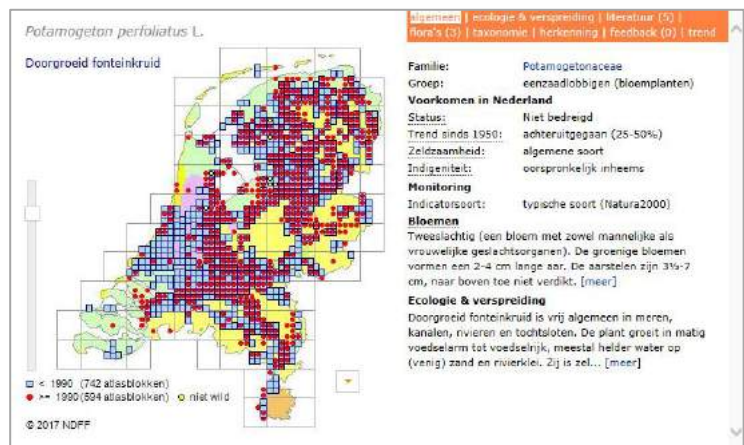 Potamogeton perfoliatus L.
Doorgroeid fonteinkruid
< 1990 (742 atlasblokken)
>= 1990(594 atlasblokken) niet wild
© 2017 NDFF
algemeen | ecologie & verspreiding | literatuur (5) |
flora's (3) | taxonomie | herkenning | feedback (0) | trend
Familie: Potamogetonaceae
Groep: eenzaadlobbigen (bloemplanten)
Voorkomen in Nederland
Status: Niet bedreigd
Trend sinds 1950: achteruitgegaan (25-50%)
Zeldzaamheid: algemene soort
Indigeniteit: oorspronkelijk inheems
Monitoring
Indicatorsoort: typische soort (Natura2000)
Bloemen
Tweeslachtig (een bloem met zowel mannelijke als
vrouwelijke geslachtsorganen). De groenige bloemen
vormen een 2-4 cm lange aar. De aarstelen zijn 3½-7
cm, naar boven toe niet verdikt. [meer]
Ecologie & verspreiding
Doorgroeid fonteinkruid is vrij algemeen in meren,
kanalen, rivieren en tochtsloten. De plant groeit in matig
voedselarm tot voedselrijk, meestal helder water op
(venig) zand en rivierklei. Zij is zel... [meer]